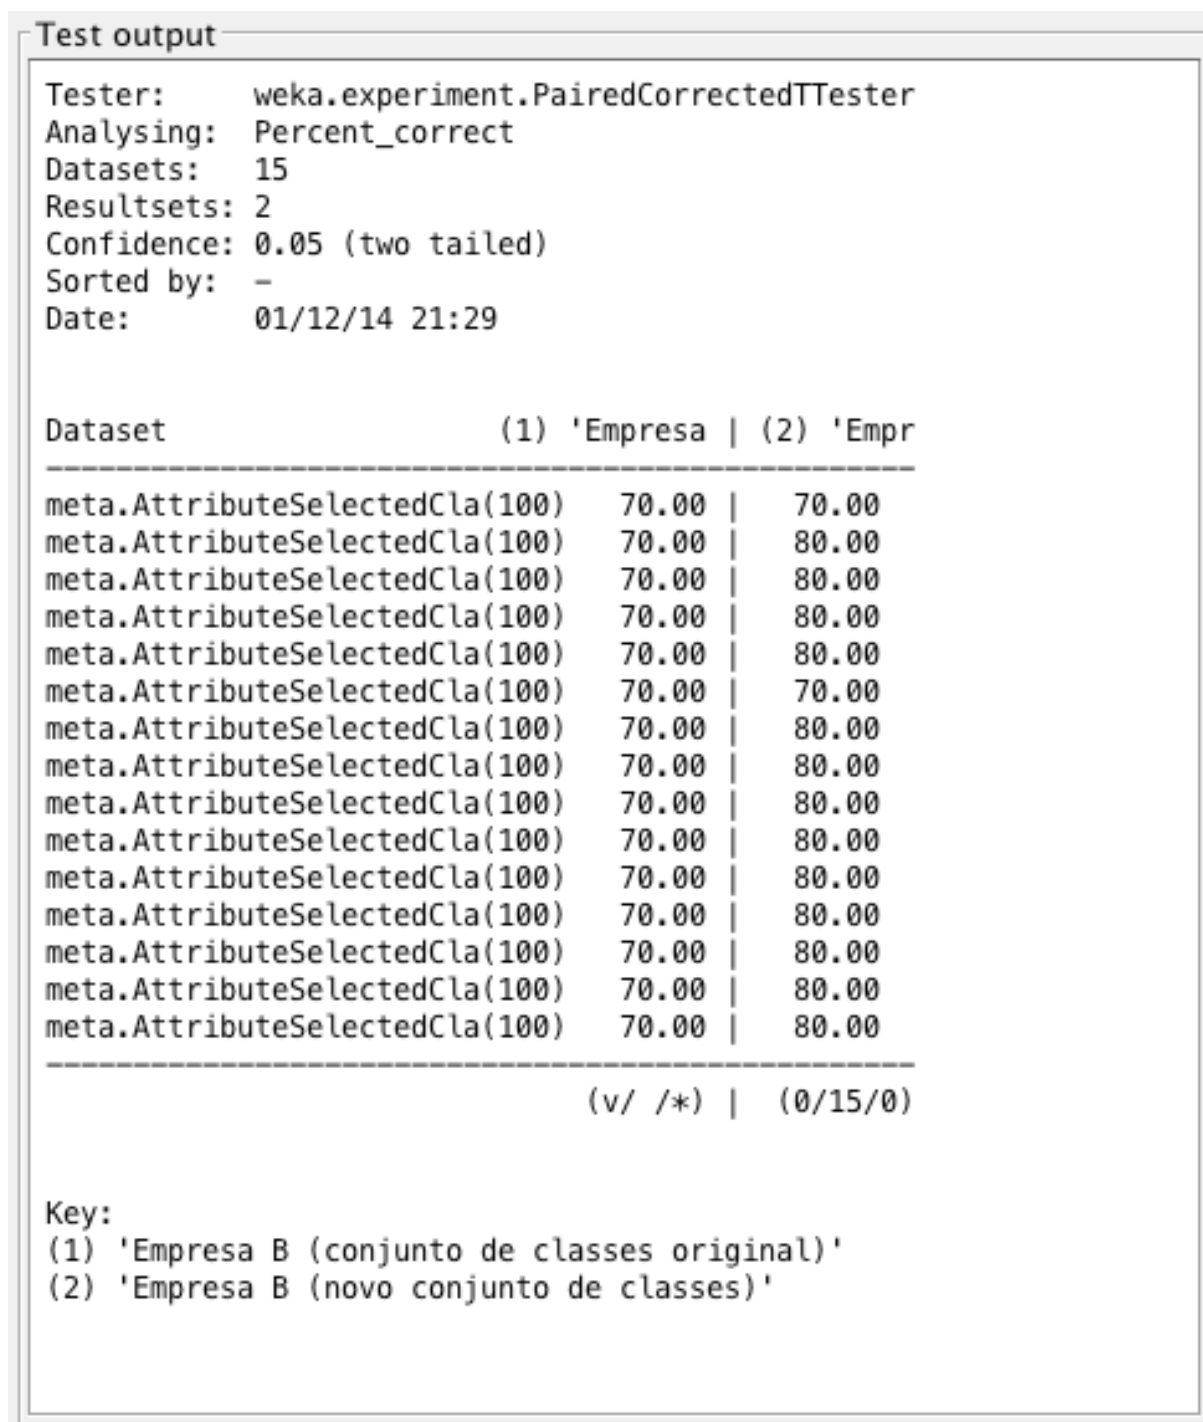 Test output
Tester:     weka.experiment.PairedCorrectedTTester
Analysing:  Percent_correct
Datasets:   15
Resultsets: 2
Confidence: 0.05 (two tailed)
Sorted by:  -
Date:       01/12/14 21:29
Dataset                   (1) 'Empresa | (2) 'Empr
--------------------------------------------------
meta.AttributeSelectedCla(100)   70.00 |   70.00
meta.AttributeSelectedCla(100)   70.00 |   80.00
meta.AttributeSelectedCla(100)   70.00 |   80.00
meta.AttributeSelectedCla(100)   70.00 |   80.00
meta.AttributeSelectedCla(100)   70.00 |   80.00
meta.AttributeSelectedCla(100)   70.00 |   70.00
meta.AttributeSelectedCla(100)   70.00 |   80.00
meta.AttributeSelectedCla(100)   70.00 |   80.00
meta.AttributeSelectedCla(100)   70.00 |   80.00
meta.AttributeSelectedCla(100)   70.00 |   80.00
meta.AttributeSelectedCla(100)   70.00 |   80.00
meta.AttributeSelectedCla(100)   70.00 |   80.00
meta.AttributeSelectedCla(100)   70.00 |   80.00
meta.AttributeSelectedCla(100)   70.00 |   80.00
meta.AttributeSelectedCla(100)   70.00 |   80.00
--------------------------------------------------
                               (v/ /*) |  (0/15/0)
Key:
(1) 'Empresa B (conjunto de classes original)'
(2) 'Empresa B (novo conjunto de classes)'